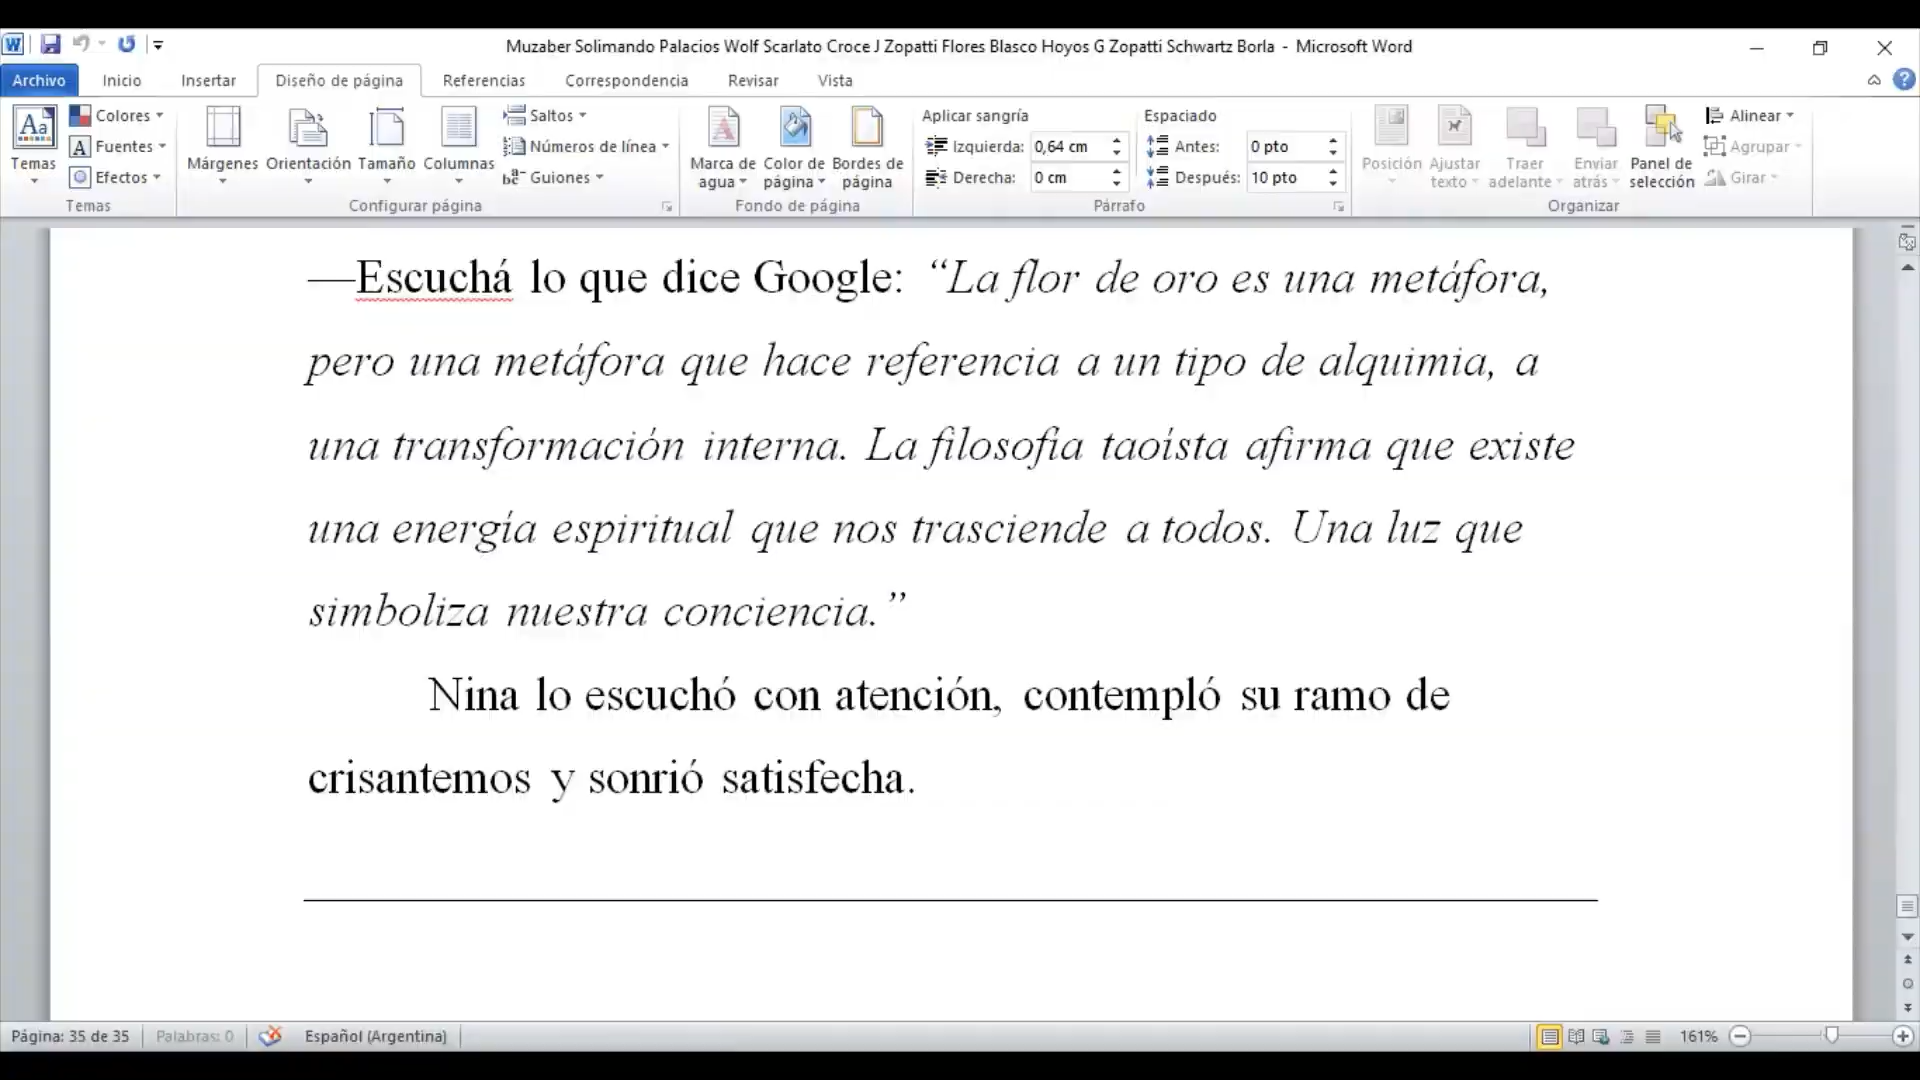 Muzaber Solimando Palacios Wolf Scarlato Croce J Zopatti Flores Blasco Hoyos G Zopatti Schwartz Borla - Microsoft Word
Archivo Inicio Insertar Diseño de página Referencias Correspondencia Revisar Vista
Temas
Colores
Fuentes
Efectos
Temas
Márgenes Orientación Tamaño Columnas
Saltos
Números de línea
Guiones
Configurar página
Marca de agua
Color de página
Bordes de página
Fondo de página
Aplicar sangría
Izquierda: 0,64 cm
Derecha: 0 cm
Espaciado
Antes: 0 pto
Después: 10 pto
Párrafo
Posición
Ajustar texto
Traer adelante
Enviar atrás
Panel de selección
Alinear
Agrupar
Girar
Organizar
—Escuchá lo que dice Google: “La flor de oro es una metáfora,
pero una metáfora que hace referencia a un tipo de alquimia, a
una transformación interna. La filosofía taoísta afirma que existe
una energía espiritual que nos trasciende a todos. Una luz que
simboliza nuestra conciencia.”
Nina lo escuchó con atención, contempló su ramo de
crisantemos y sonrió satisfecha.
Página: 35 de 35 Palabras: 0 Español (Argentina) 161%